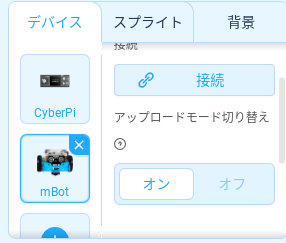 デバイス
スプライト
背景
接続
CyberPi
接続
アップロードモード切り替え
mBot
オン
オフ